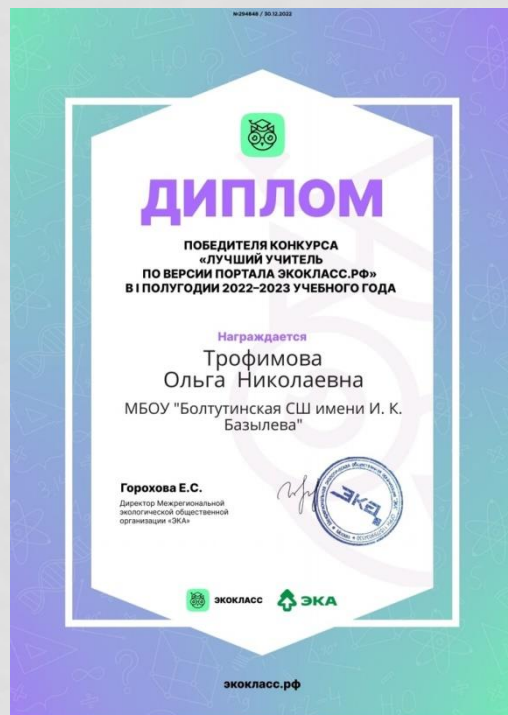 N294848 / 30.12.2022
ДИПЛОМ
ПОБЕДИТЕЛЯ КОНКУРСА
«ЛУЧШИЙ УЧИТЕЛЬ
ПО ВЕРСИИ ПОРТАЛА ЭКОКЛАСС.РФ»
В I ПОЛУГОДИИ 2022–2023 УЧЕБНОГО ГОДА
Награждается
Трофимова
Ольга Николаевна
МБОУ "Болтутинская СШ имени И. К.
Базылева"
Горохова Е.С.
Директор Межрегиональной
экологической общественной
организации «ЭКА»
ЭКА
ЭКОКЛАСС ЭКА
экокласс.рф